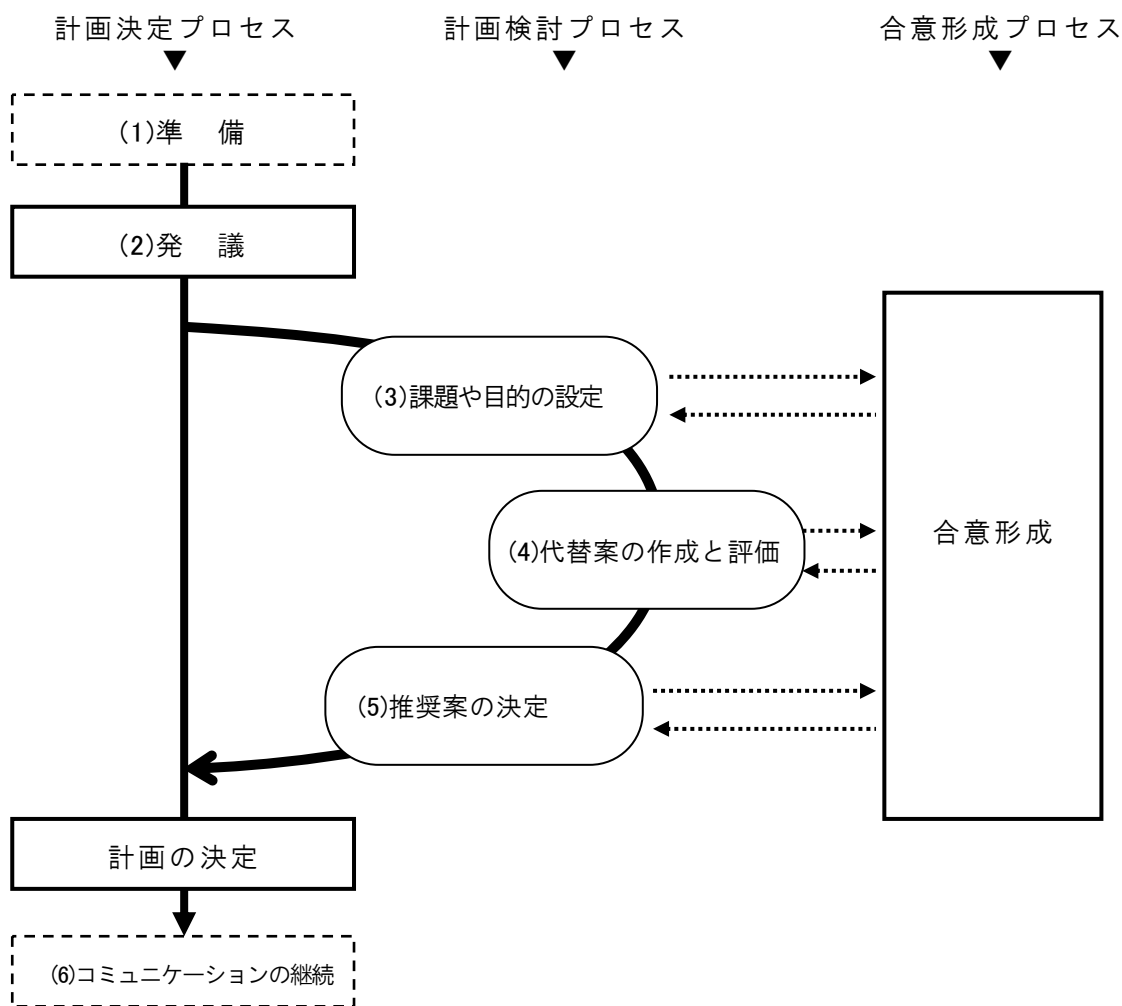 計画決定プロセス
計画検討プロセス
合意形成プロセス
▼
▼
▼
(1)準 備
(2)発 議
(3)課題や目的の設定
(4)代替案の作成と評価
合意形成
(5)推奨案の決定
計画の決定
(6)コミュニケーションの継続